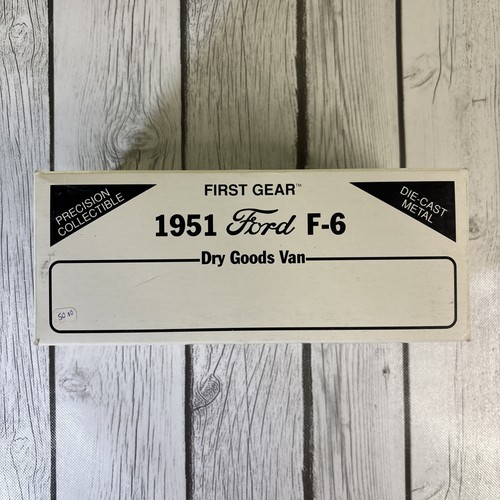 FIRST GEAR™
PRECISION
COLLECTIBLE
DIE-CAST
METAL
1951 Ford F-6
Dry Goods Van